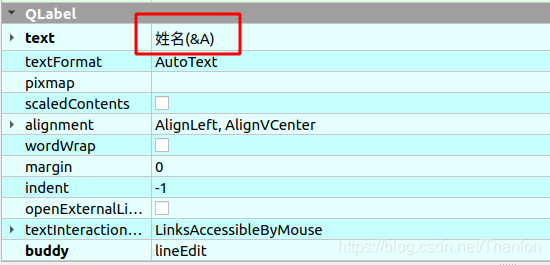 QLabel
text 姓名(&A)
textFormat AutoText
pixmap
scaledContents
alignment AlignLeft, AlignVCenter
wordWrap
margin 0
indent -1
openExternalLi...
textInteraction... LinksAccessibleByMouse
buddy lineEdit
https://blog.csdn.net/Thanlon